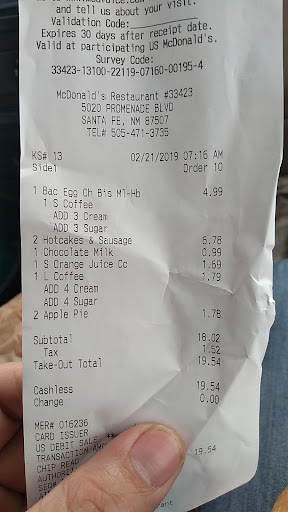 and tell us about your visit.
Validation Code:
Expires 30 days after receipt date.
Valid at participating US McDonald's.
Survey Code:
33423-13100-22119-07160-00195-4
McDonald's Restaurant #33423
5020 PROMENADE BLVD
SANTA FE, NM 87507
TEL# 505-471-3735
KS# 13 02/21/2019 07:16 AM
Side1 Order 10
1 Bac Egg Ch Bis Ml-Hb 4.99
1 S Coffee
ADD 3 Cream
ADD 3 Sugar
2 Hotcakes & Sausage 6.78
1 Chocolate Milk 0.99
1 S Orange Juice Cc 1.69
1 L Coffee 1.79
ADD 4 Cream
ADD 4 Sugar
2 Apple Pie 1.78
Subtotal 18.02
Tax 1.52
Take-Out Total 19.54
Cashless 19.54
Change 0.00
MER# 016236
CARD ISSUER
US DEBIT SALE
TRANSACTION 19.54
CHIP READ